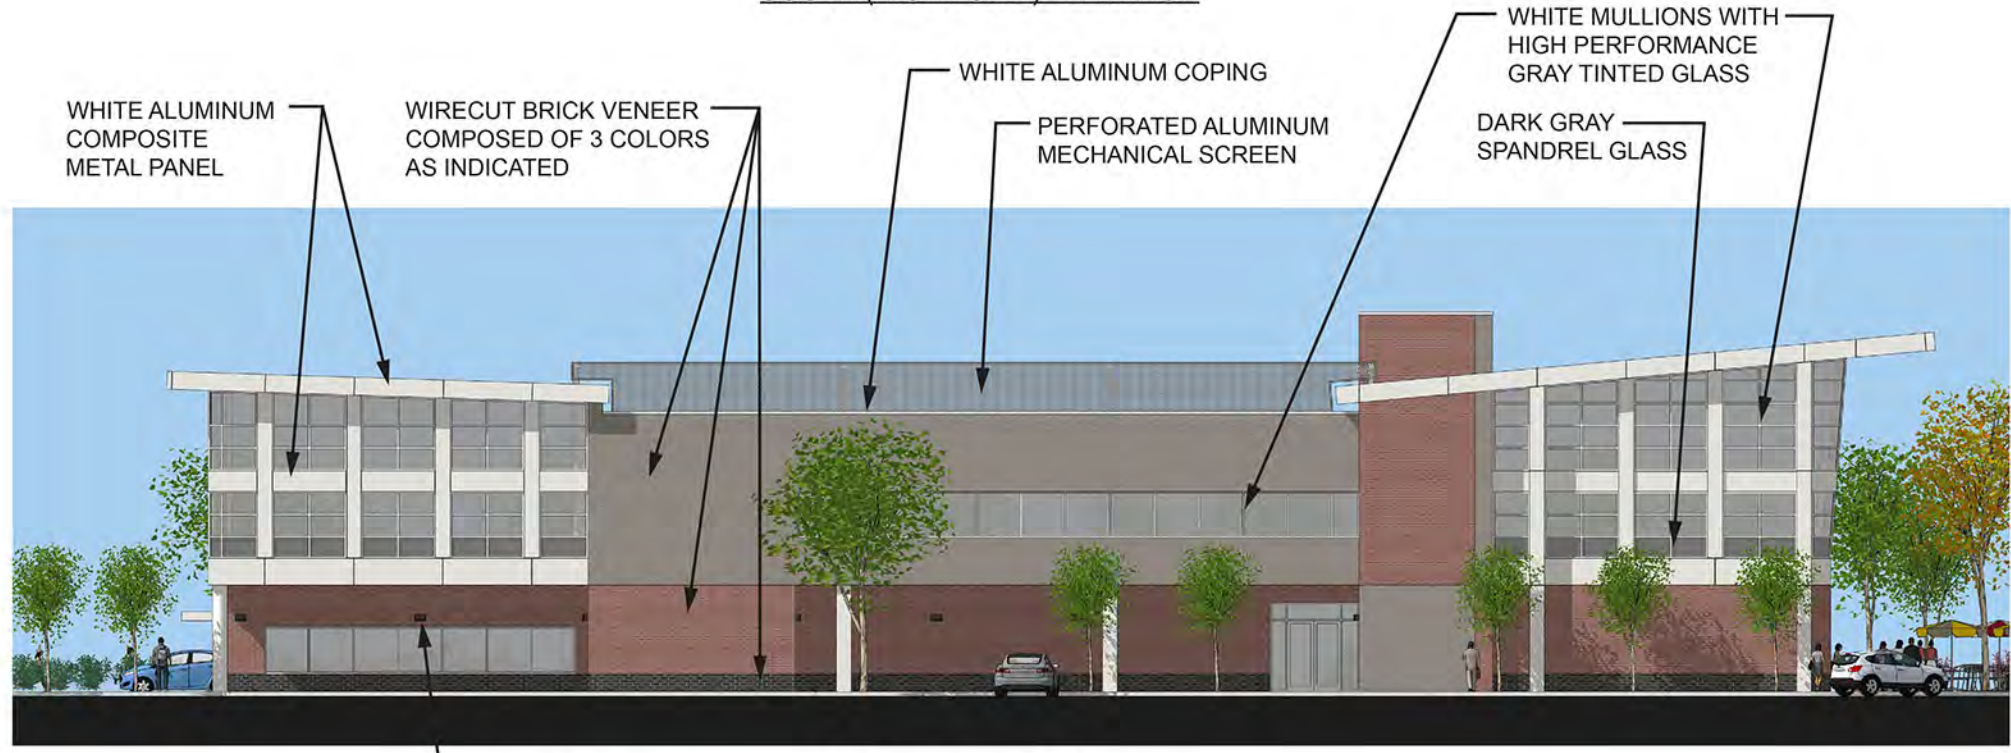 WHITE MULLIONS WITH
HIGH PERFORMANCE
GRAY TINTED GLASS
WHITE ALUMINUM COPING
WHITE ALUMINUM
COMPOSITE
METAL PANEL
WIRECUT BRICK VENEER
COMPOSED OF 3 COLORS
AS INDICATED
PERFORATED ALUMINUM
MECHANICAL SCREEN
DARK GRAY
SPANDREL GLASS